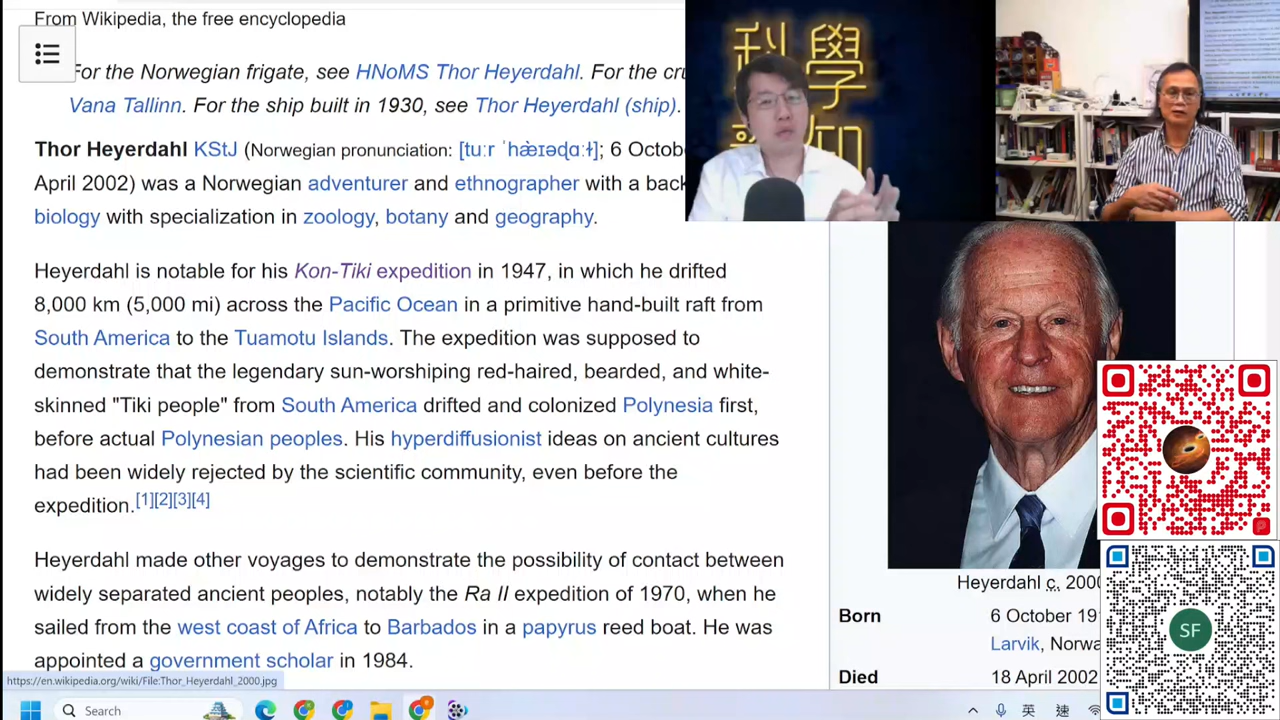 From Wikipedia, the free encyclopedia
For the Norwegian frigate, see HNoMS Thor Heyerdahl. For the cru
Vana Tallinn. For the ship built in 1930, see Thor Heyerdahl (ship).
Thor Heyerdahl KStJ (Norwegian pronunciation: [tuːr ˈhæ̀ɪədɑːɫ]; 6 Octob
April 2002) was a Norwegian adventurer and ethnographer with a back
biology with specialization in zoology, botany and geography.
Heyerdahl is notable for his Kon-Tiki expedition in 1947, in which he drifted
8,000 km (5,000 mi) across the Pacific Ocean in a primitive hand-built raft from
South America to the Tuamotu Islands. The expedition was supposed to
demonstrate that the legendary sun-worshiping red-haired, bearded, and white-
skinned "Tiki people" from South America drifted and colonized Polynesia first,
before actual Polynesian peoples. His hyperdiffusionist ideas on ancient cultures
had been widely rejected by the scientific community, even before the
expedition.[1][2][3][4]
Heyerdahl made other voyages to demonstrate the possibility of contact between
widely separated ancient peoples, notably the Ra II expedition of 1970, when he
sailed from the west coast of Africa to Barbados in a papyrus reed boat. He was
appointed a government scholar in 1984.
https://en.wikipedia.org/wiki/File:Thor_Heyerdahl_2000.jpg
科學
知
Heyerdahl c. 2000
Born
6 October 19
Larvik, Norwa
Died
18 April 2002
SF
Search
英
速